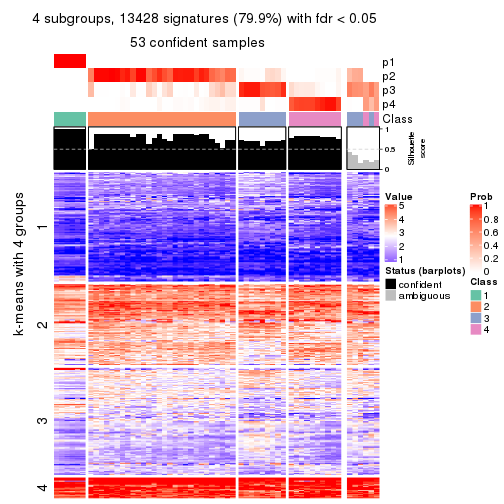 4 subgroups, 13428 signatures (79.9%) with fdr < 0.05
53 confident samples
p1
p2
p3
p4
Class
1
0.5
0
Silhouette
score
k-means with 4 groups
1
2
3
4
Value
5
4
3
2
1
Status (barplots)
confident
ambiguous
Prob
1
0.8
0.6
0.4
0.2
0
Class
1
2
3
4